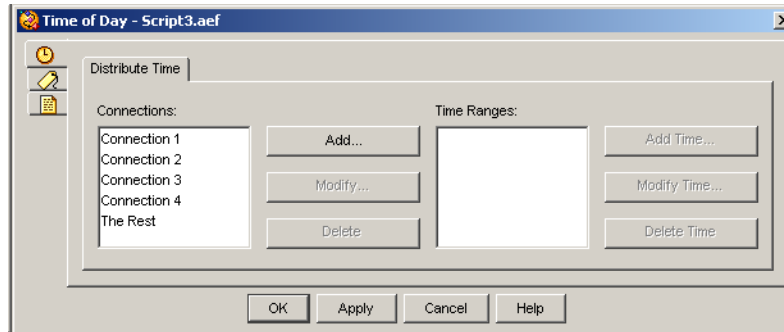 Time of Day - Script3.aef
Distribute Time
Connections:
Time Ranges:
Connection 1
Connection 2
Connection 3
Connection 4
The Rest
Add...
Modify...
Delete
Add Time...
Modify Time...
Delete Time
OK
Apply
Cancel
Help